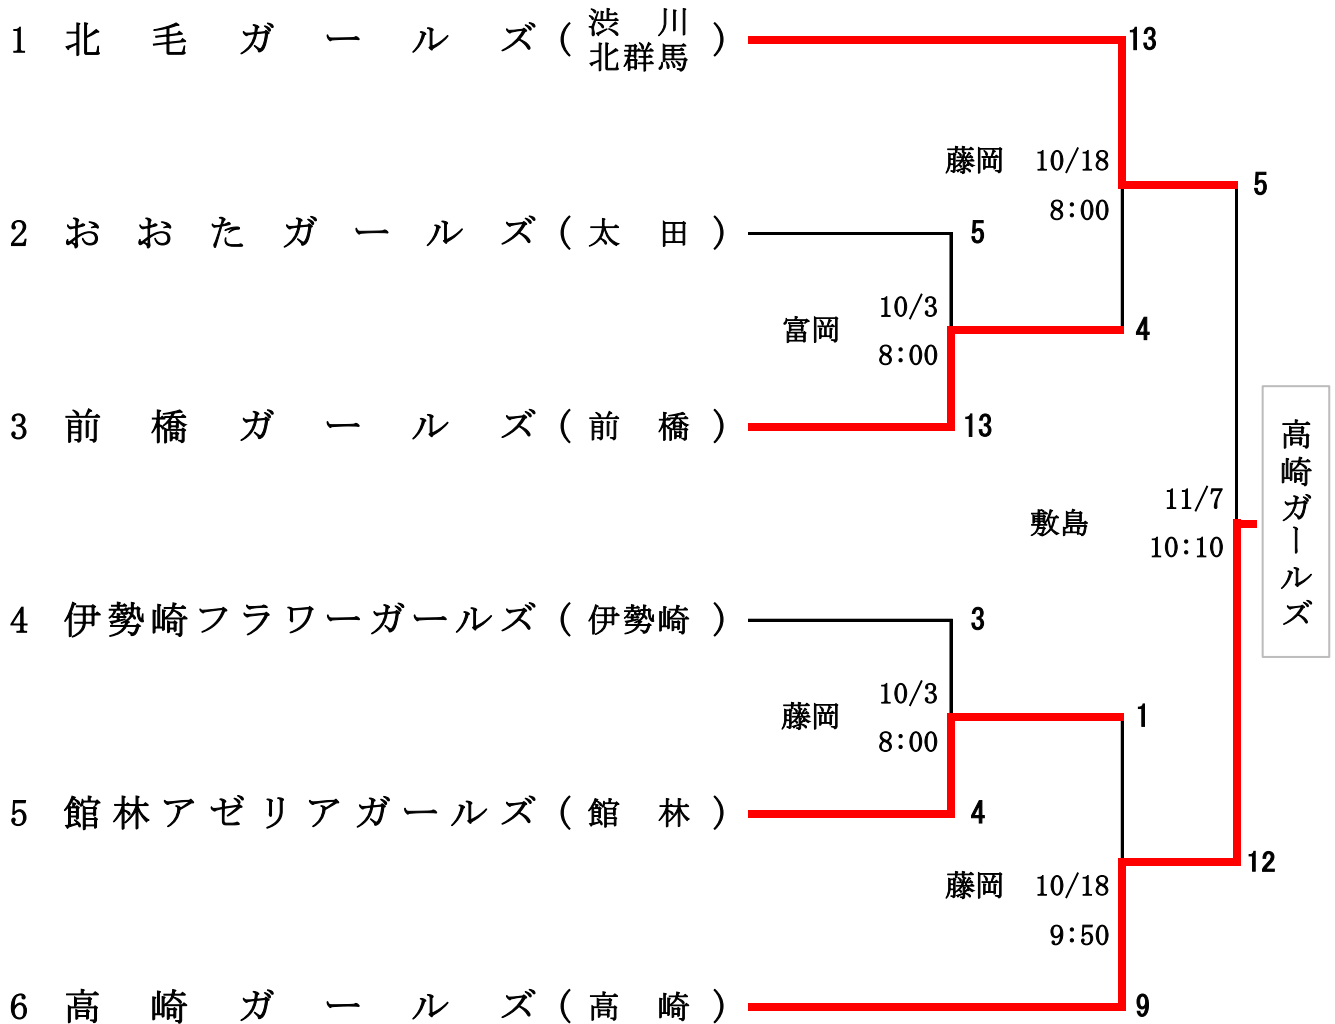 1 北毛ガールズ(渋川北群馬) 13
藤岡 10/18
8:00
5
2 おおたガールズ(太田) 5
富岡 10/3
8:00
4
3 前橋ガールズ(前橋) 13
敷島 11/7
10:10
高崎ガールズ
4 伊勢崎フラワーガールズ(伊勢崎) 3
藤岡 10/3
8:00
1
5 館林アゼリアガールズ(館林) 4
12
藤岡 10/18
9:50
6 高崎ガールズ(高崎) 9